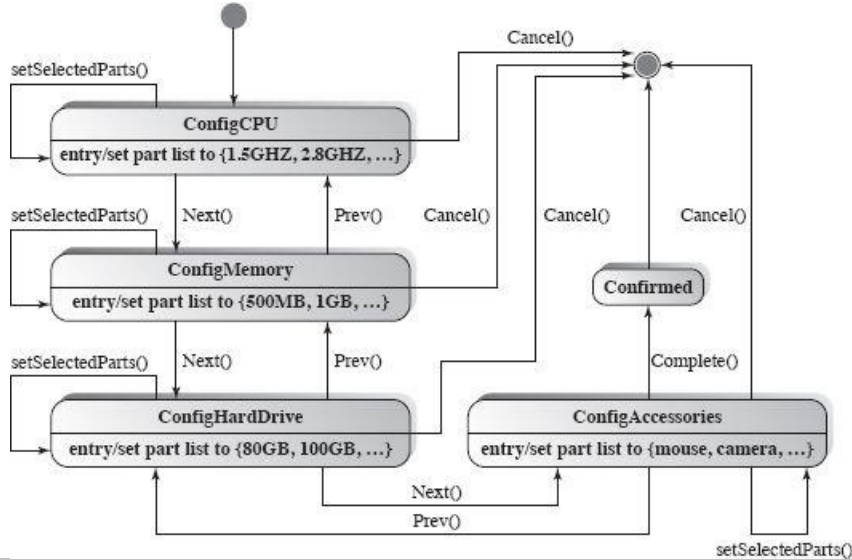 Cancel()
setSelectedParts()
ConfigCPU
entry/set part list to {1.5GHZ, 2.8GHZ, ...}
setSelectedParts()
Next()
Prev()
Cancel()
Cancel()
Cancel()
ConfigMemory
entry/set part list to {500MB, 1GB, ...}
Confirmed
setSelectedParts()
Next()
Prev()
Complete()
ConfigHardDrive
entry/set part list to {80GB, 100GB, ...}
ConfigAccessories
entry/set part list to {mouse, camera, ...}
Next()
Prev()
setSelectedParts()